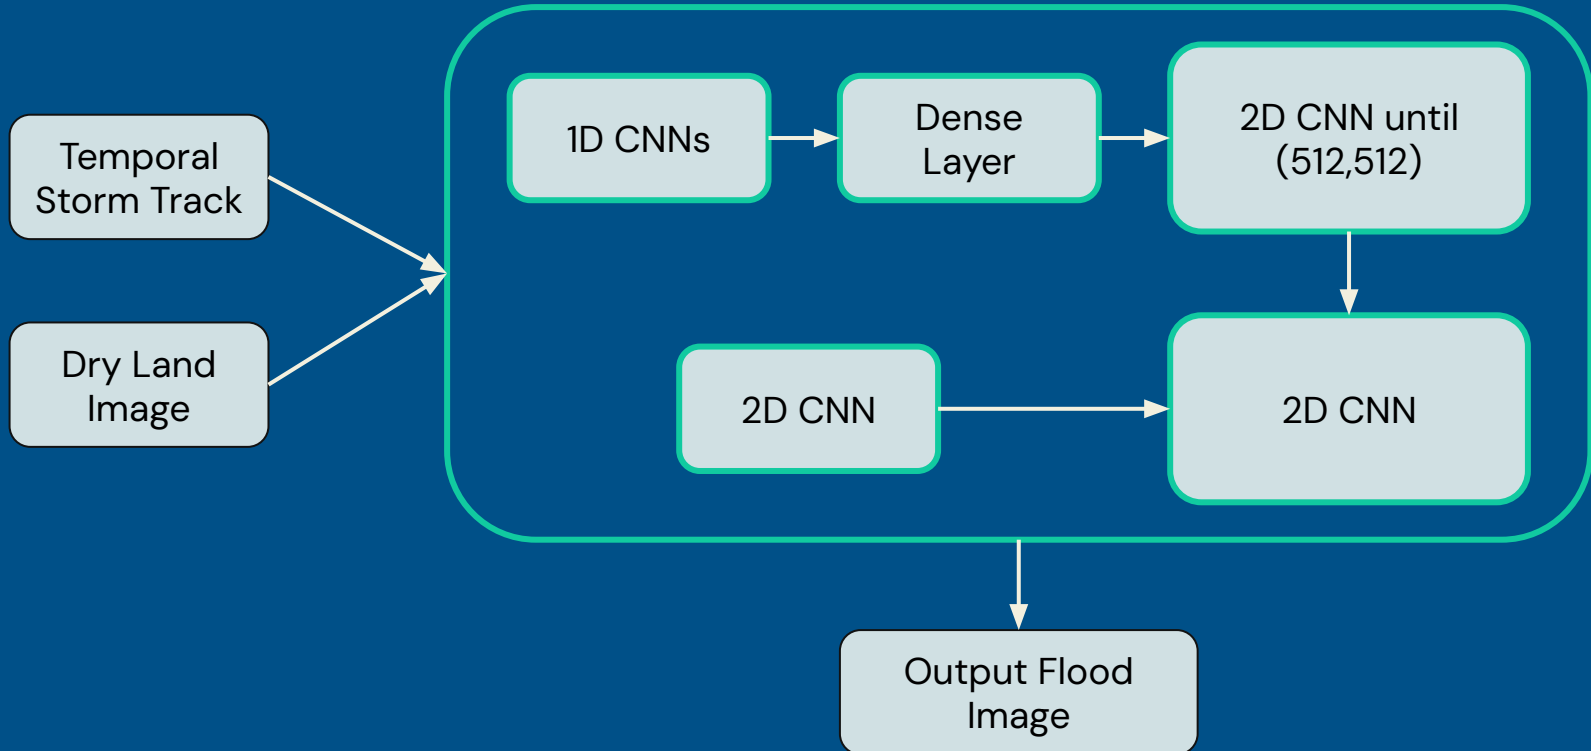 Temporal
Storm Track
Dry Land
Image
1D CNNs
Dense
Layer
2D CNN until
(512,512)
2D CNN
2D CNN
Output Flood
Image